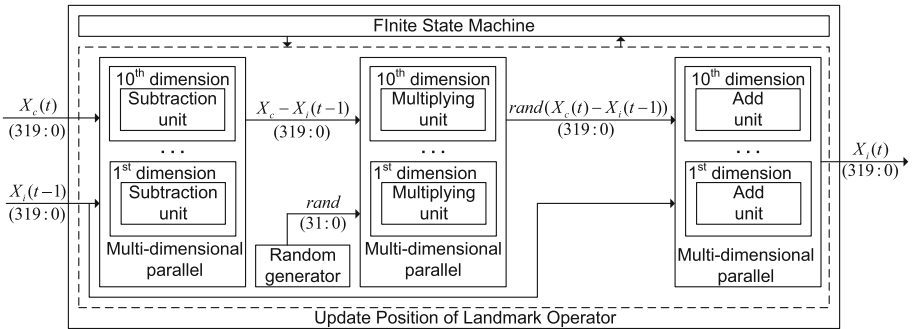 FInite State Machine
X_c(t)
(319:0)
X_i(t−1)
(319:0)
10th dimension
Subtraction
unit
...
1st dimension
Subtraction
unit
Multi-dimensional
parallel
X_c − X_i(t−1)
(319:0)
rand
(31:0)
Random
generator
10th dimension
Multiplying
unit
...
1st dimension
Multiplying
unit
Multi-dimensional
parallel
rand(X_c(t) − X_i(t−1))
(319:0)
10th dimension
Add
unit
...
1st dimension
Add
unit
Multi-dimensional
parallel
X_i(t)
(319:0)
Update Position of Landmark Operator